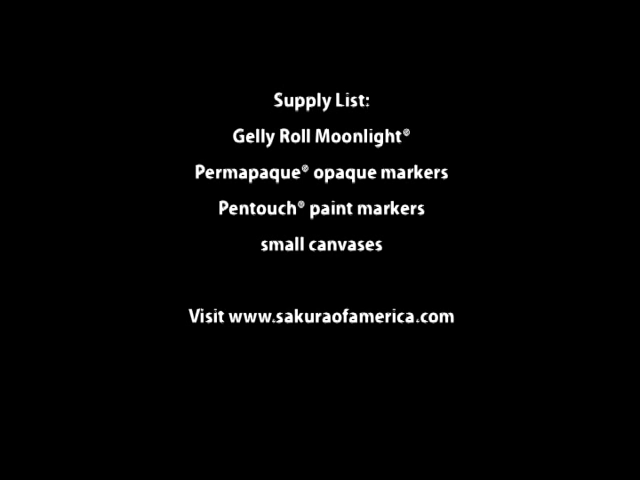 Supply List:
Gelly Roll Moonlight®
Permapaque® opaque markers
Pentouch® paint markers
small canvases
Visit www.sakuraofamerica.com